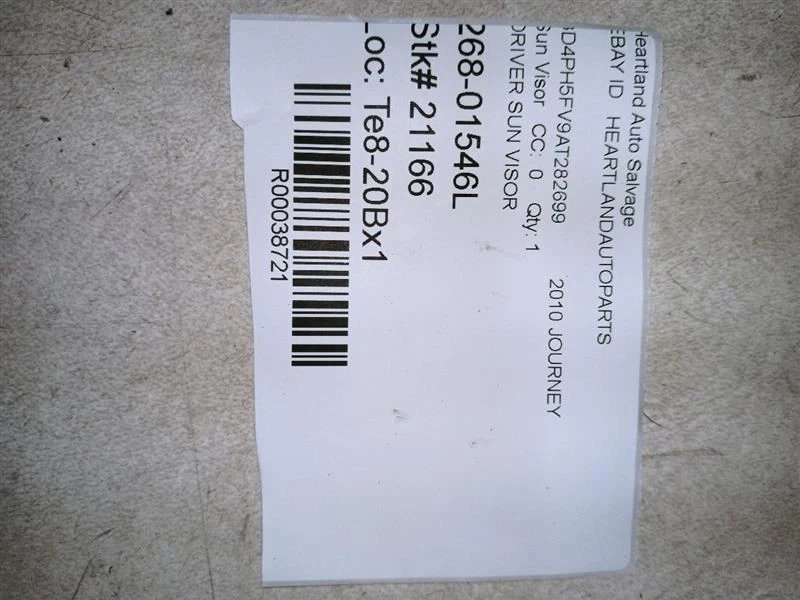 Heartland Auto Salvage
EBAY ID HEARTLANDAUTOPARTS
3D4PH5FV9AT282699 2010 JOURNEY
Sun Visor CC: 0 Qty: 1
DRIVER SUN VISOR
268-01546L
Stk# 21166
Loc: Te8-20Bx1
R00038721